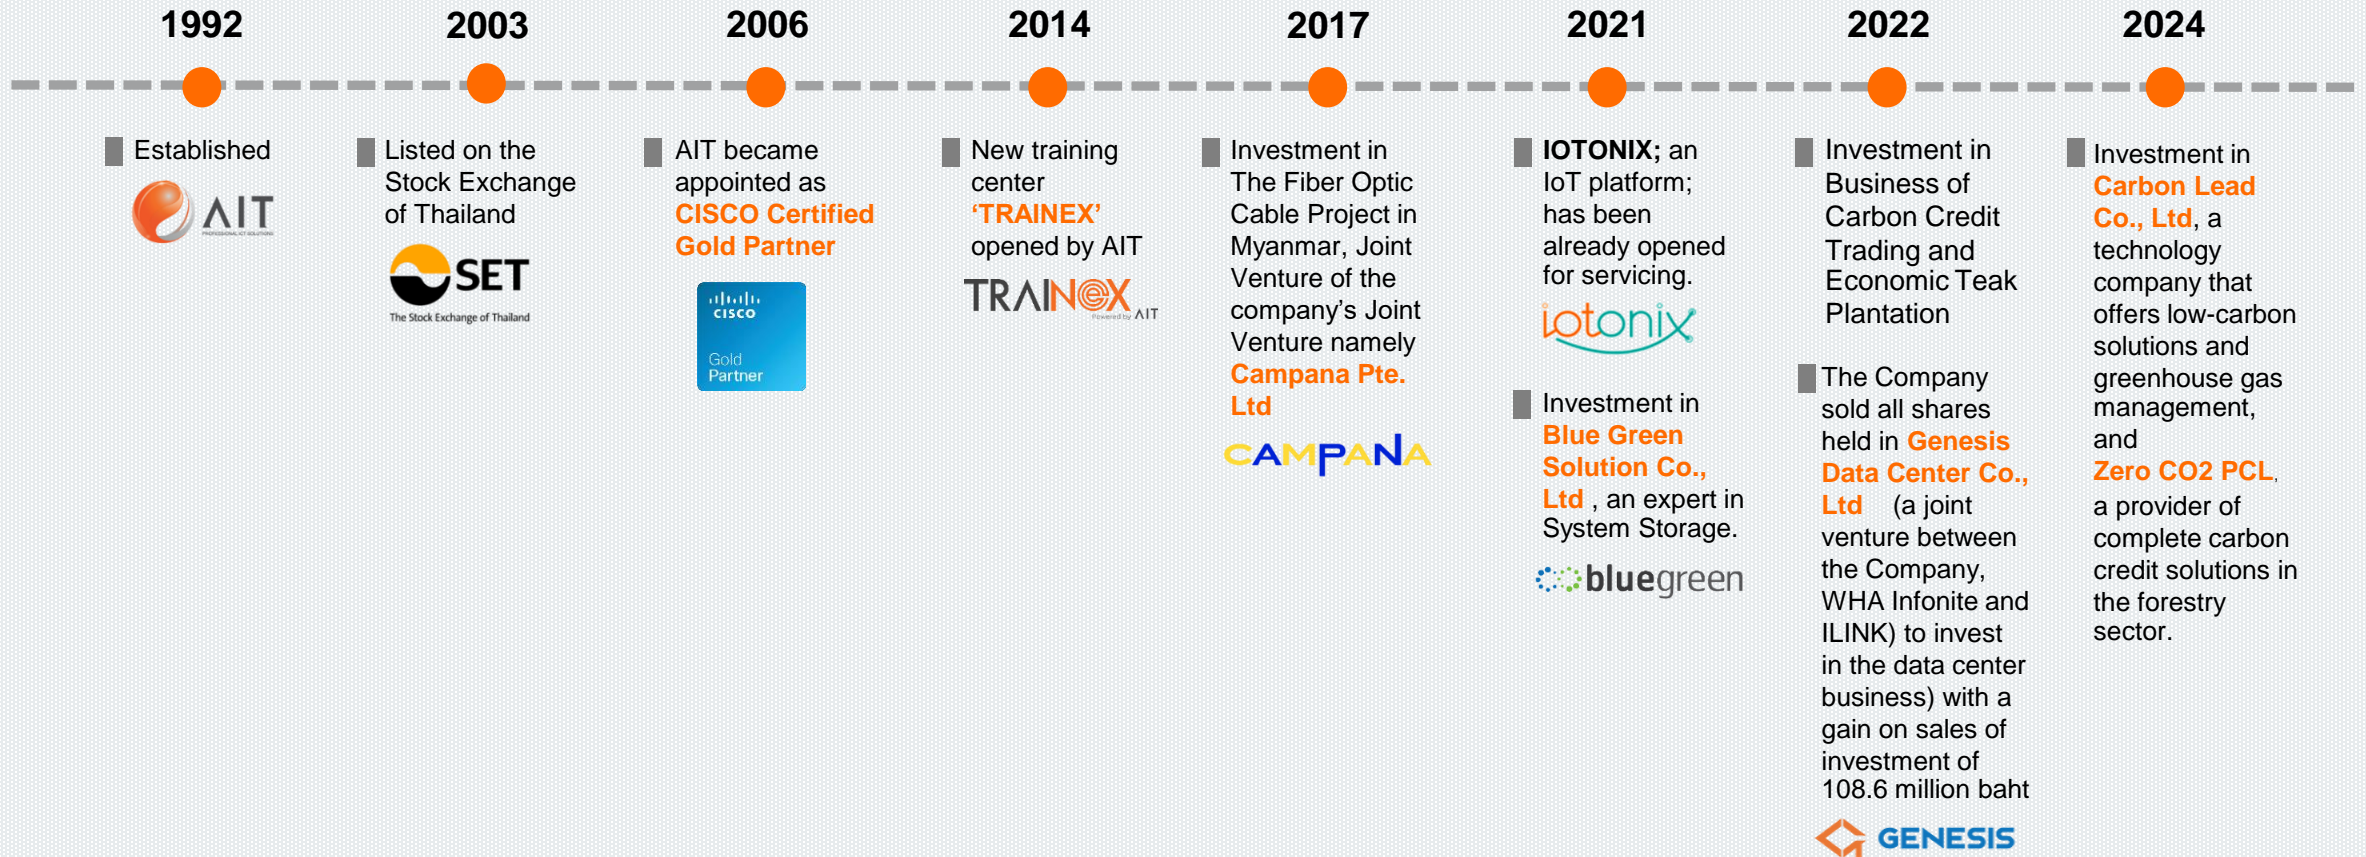 1992
2003
2006
2014
2017
2021
2022
2024
Established
AIT
PROFESSIONAL ICT SOLUTIONS
Listed on the
Stock Exchange
of Thailand
SET
The Stock Exchange of Thailand
AIT became
appointed as
CISCO Certified
Gold Partner
CISCO
Gold
Partner
New training
center
‘TRAINEX’
opened by AIT
TRAINEX
Powered by AIT
Investment in
The Fiber Optic
Cable Project in
Myanmar, Joint
Venture of the
company’s Joint
Venture namely
Campana Pte.
Ltd
CAMPANA
IOTONIX; an
IoT platform;
has been
already opened
for servicing.
iotonix
Investment in
Blue Green
Solution Co.,
Ltd , an expert in
System Storage.
bluegreen
Investment in
Business of
Carbon Credit
Trading and
Economic Teak
Plantation
The Company
sold all shares
held in Genesis
Data Center Co.,
Ltd (a joint
venture between
the Company,
WHA Infonite and
ILINK) to invest
in the data center
business) with a
gain on sales of
investment of
108.6 million baht
GENESIS
Investment in
Carbon Lead
Co., Ltd, a
technology
company that
offers low-carbon
solutions and
greenhouse gas
management,
and
Zero CO2 PCL,
a provider of
complete carbon
credit solutions in
the forestry
sector.